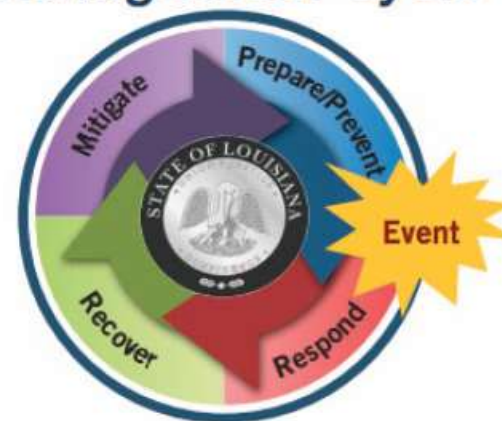 Mitigate
Prepare/Prevent
Event
Respond
Recover
STATE OF LOUISIANA